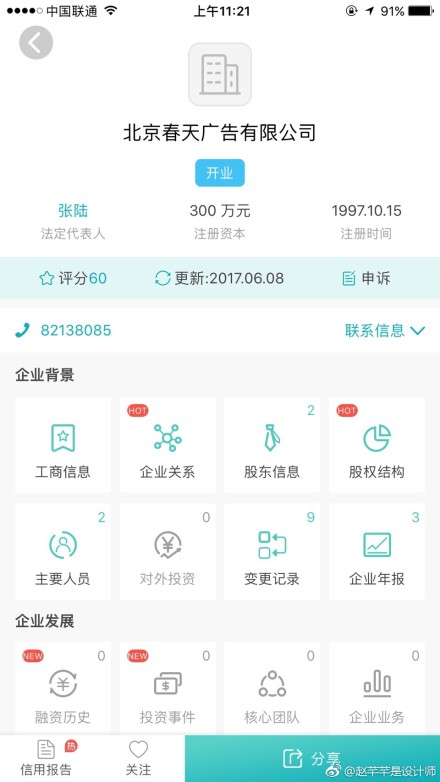 中国联通 上午11:21 91%
北京春天广告有限公司
开业
张陆 300 万元 1997.10.15
法定代表人 注册资本 注册时间
评分60 更新:2017.06.08 申诉
82138085 联系信息
企业背景
HOT 2 HOT
工商信息 企业关系 股东信息 股权结构
2 0 9 3
主要人员 对外投资 变更记录 企业年报
企业发展
NEW 0 NEW 0 0 0
融资历史 投资事件 核心团队 企业业务
热
信用报告 关注 分享
@赵芊芊是设计师